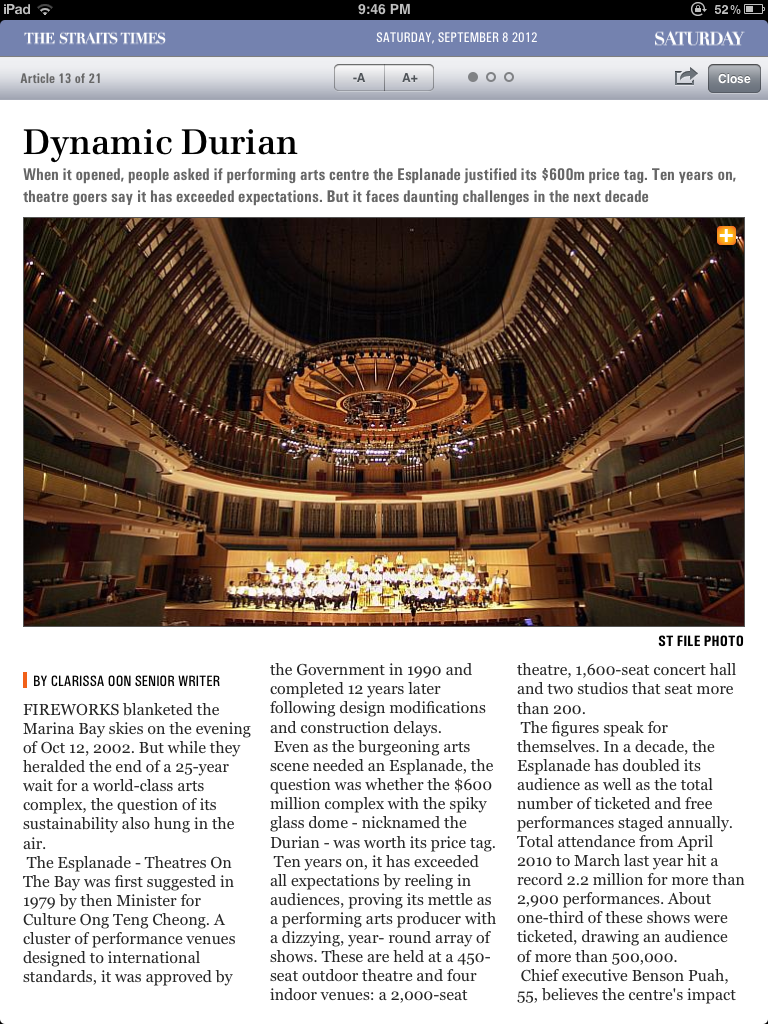 iPad
9:46 PM
52%
THE STRAITS TIMES
SATURDAY, SEPTEMBER 8 2012
SATURDAY
Article 13 of 21
-A
A+
Close
Dynamic Durian
When it opened, people asked if performing arts centre the Esplanade justified its $600m price tag. Ten years on,
theatre goers say it has exceeded expectations. But it faces daunting challenges in the next decade
ST FILE PHOTO
BY CLARISSA OON SENIOR WRITER
FIREWORKS blanketed the
Marina Bay skies on the evening
of Oct 12, 2002. But while they
heralded the end of a 25-year
wait for a world-class arts
complex, the question of its
sustainability also hung in the
air.
The Esplanade - Theatres On
The Bay was first suggested in
1979 by then Minister for
Culture Ong Teng Cheong. A
cluster of performance venues
designed to international
standards, it was approved by
the Government in 1990 and
completed 12 years later
following design modifications
and construction delays.
Even as the burgeoning arts
scene needed an Esplanade, the
question was whether the $600
million complex with the spiky
glass dome - nicknamed the
Durian - was worth its price tag.
Ten years on, it has exceeded
all expectations by reeling in
audiences, proving its mettle as
a performing arts producer with
a dizzying, year- round array of
shows. These are held at a 450-
seat outdoor theatre and four
indoor venues: a 2,000-seat
theatre, 1,600-seat concert hall
and two studios that seat more
than 200.
The figures speak for
themselves. In a decade, the
Esplanade has doubled its
audience as well as the total
number of ticketed and free
performances staged annually.
Total attendance from April
2010 to March last year hit a
record 2.2 million for more than
2,900 performances. About
one-third of these shows were
ticketed, drawing an audience
of more than 500,000.
Chief executive Benson Puah,
55, believes the centre's impact